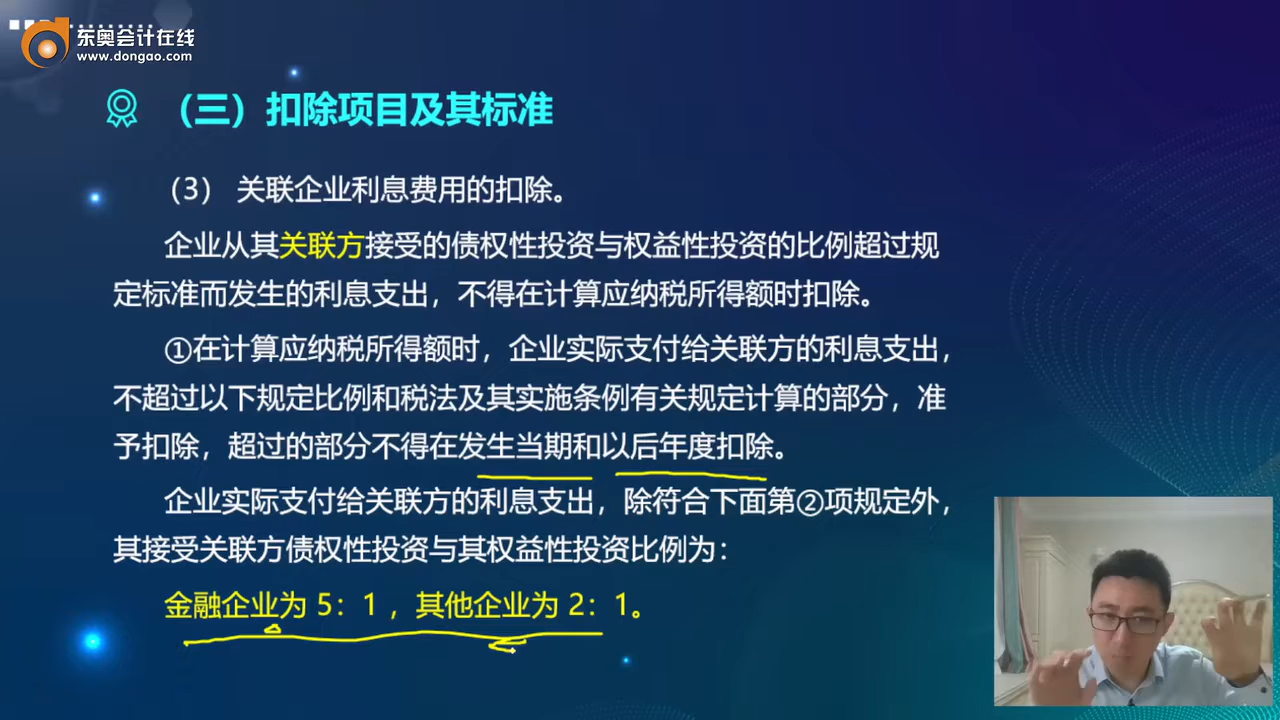 东奥会计在线
www.dongao.com
（三）扣除项目及其标准
（3） 关联企业利息费用的扣除。
企业从其关联方接受的债权性投资与权益性投资的比例超过规
定标准而发生的利息支出，不得在计算应纳税所得额时扣除。
①在计算应纳税所得额时，企业实际支付给关联方的利息支出，
不超过以下规定比例和税法及其实施条例有关规定计算的部分，准
予扣除，超过的部分不得在发生当期和以后年度扣除。
企业实际支付给关联方的利息支出，除符合下面第②项规定外，
其接受关联方债权性投资与其权益性投资比例为：
金融企业为 5：1 ，其他企业为 2：1。